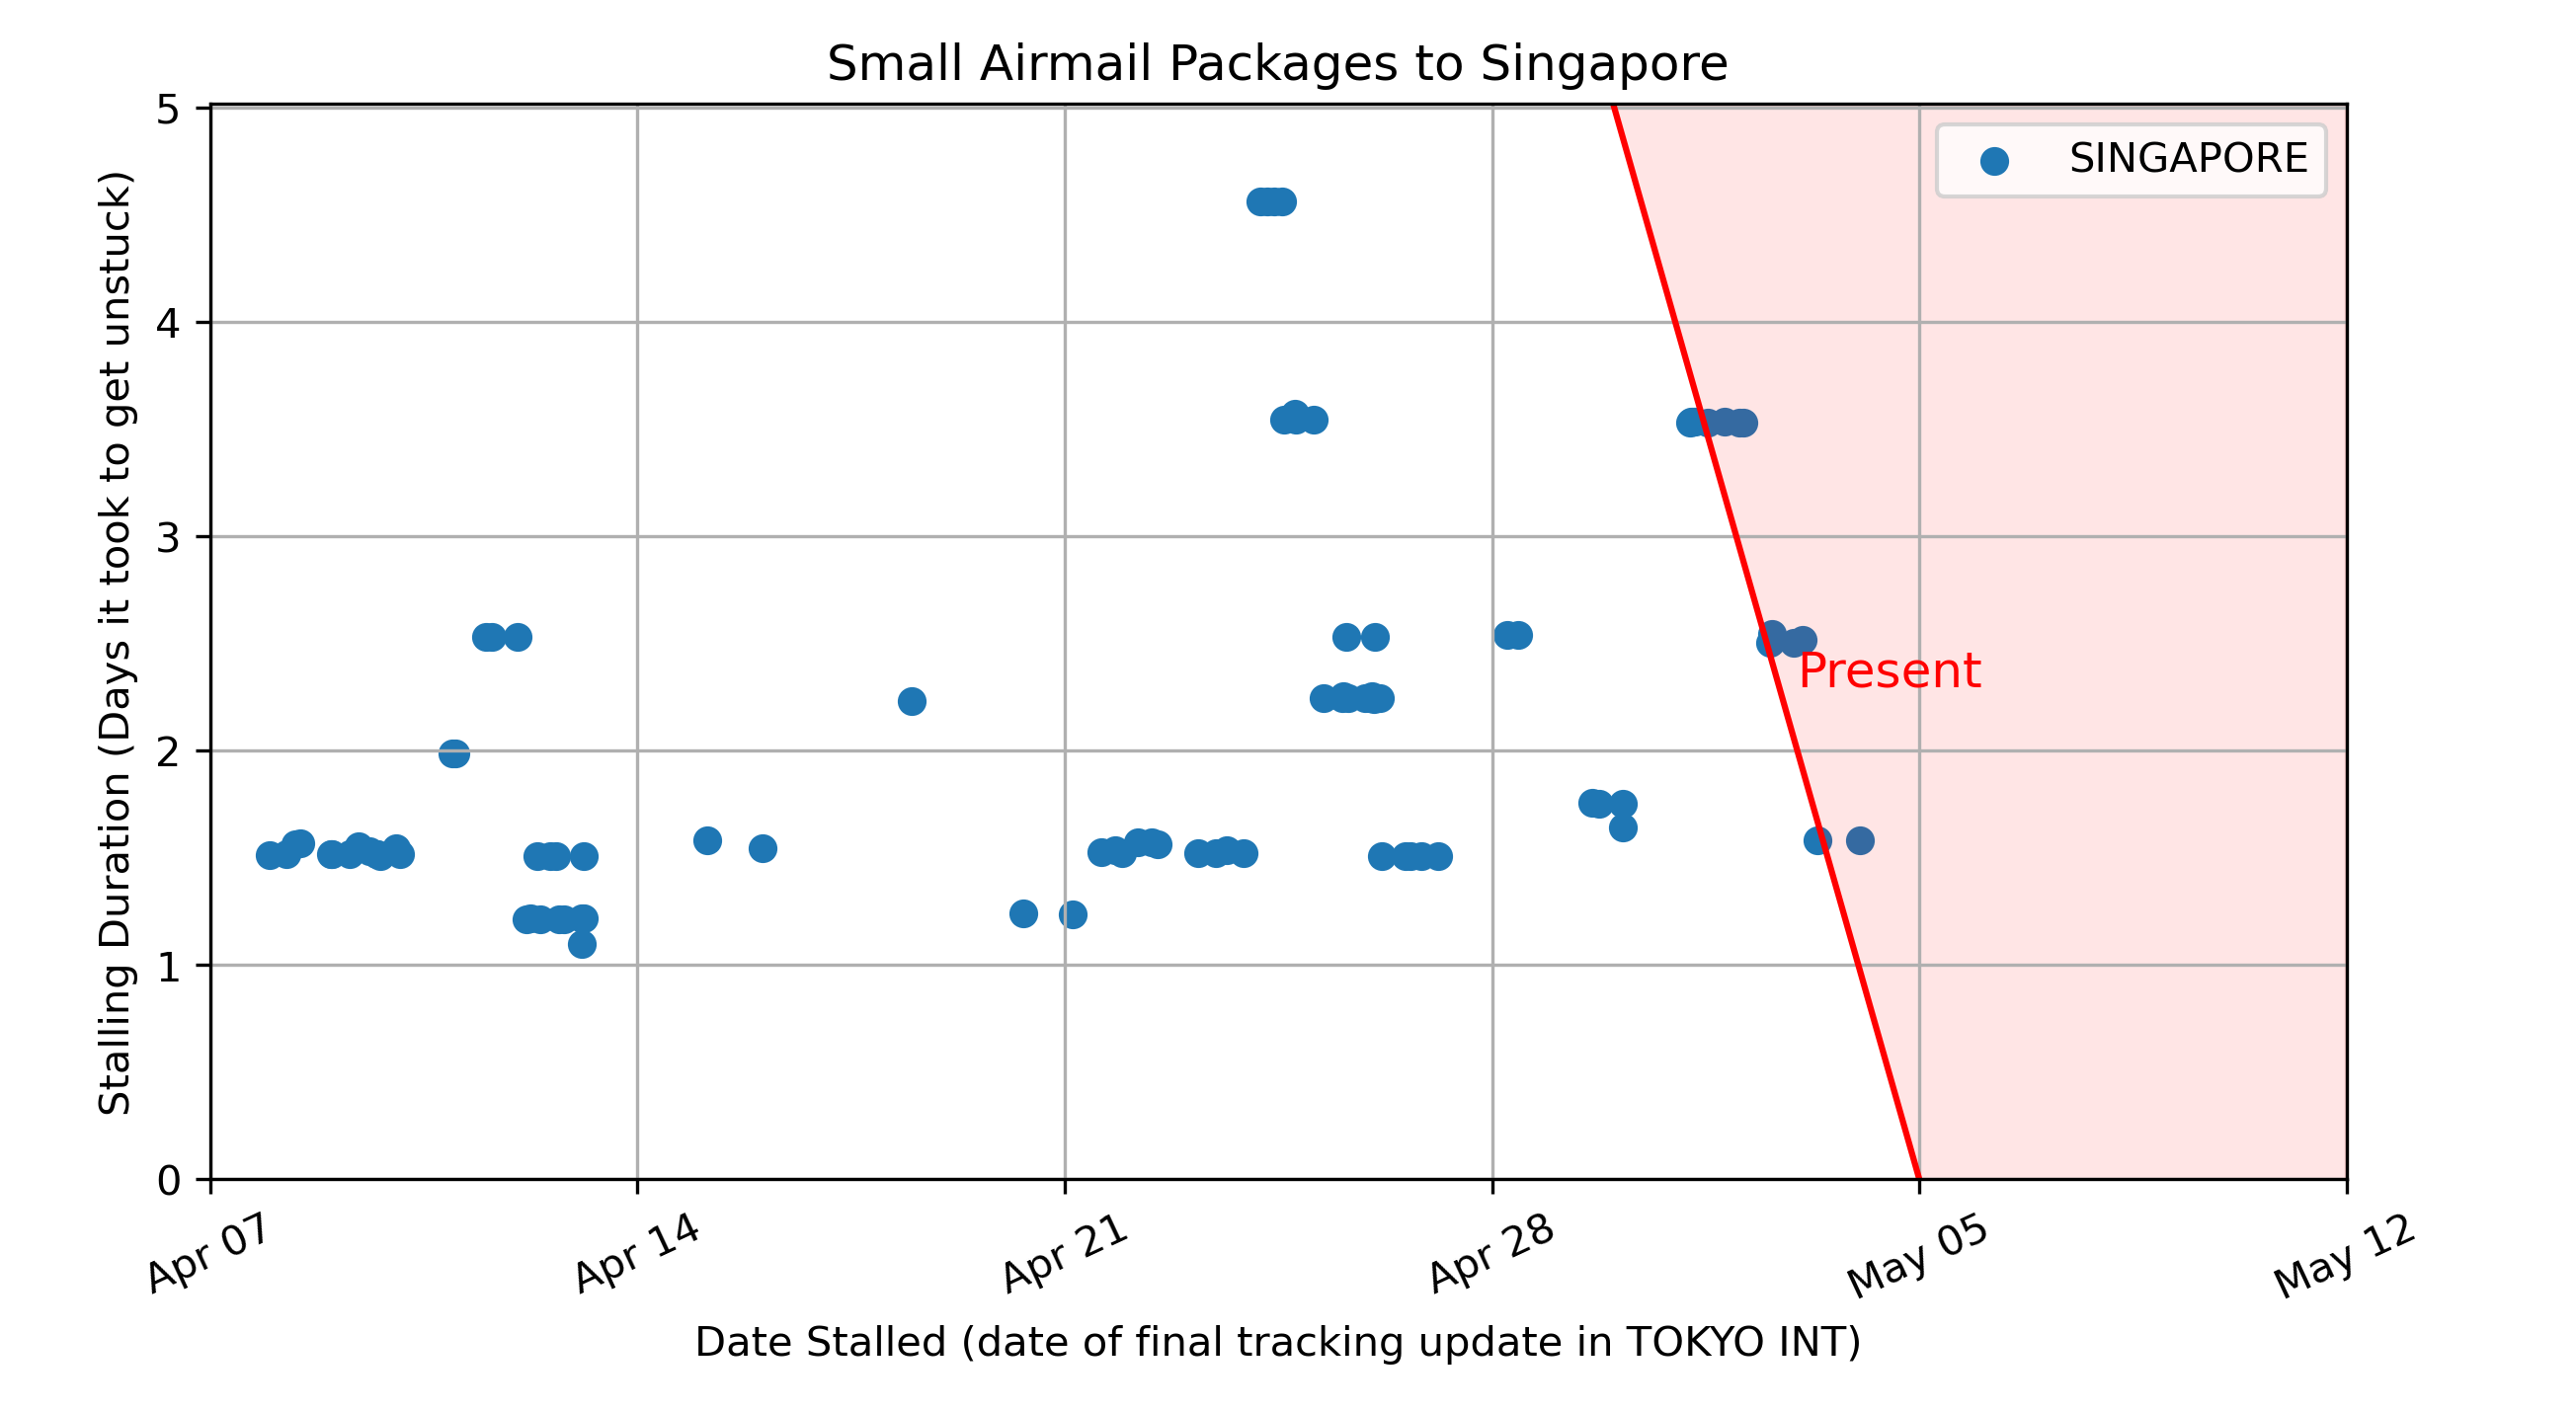 Small Airmail Packages to Singapore
Stalling Duration (Days it took to get unstuck)
5
4
3
2
1
0
SINGAPORE
Present
Apr 07
Apr 14
Apr 21
Apr 28
May 05
May 12
Date Stalled (date of final tracking update in TOKYO INT)